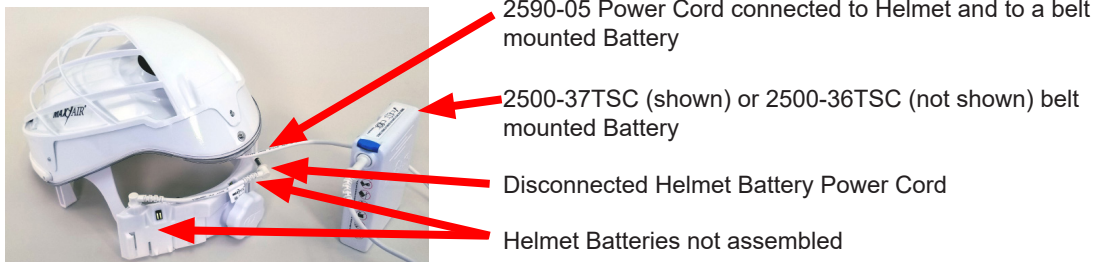 2590-05 Power Cord connected to Helmet and to a belt
mounted Battery
MAXAIR
2500-37TSC (shown) or 2500-36TSC (not shown) belt
mounted Battery
Disconnected Helmet Battery Power Cord
Helmet Batteries not assembled